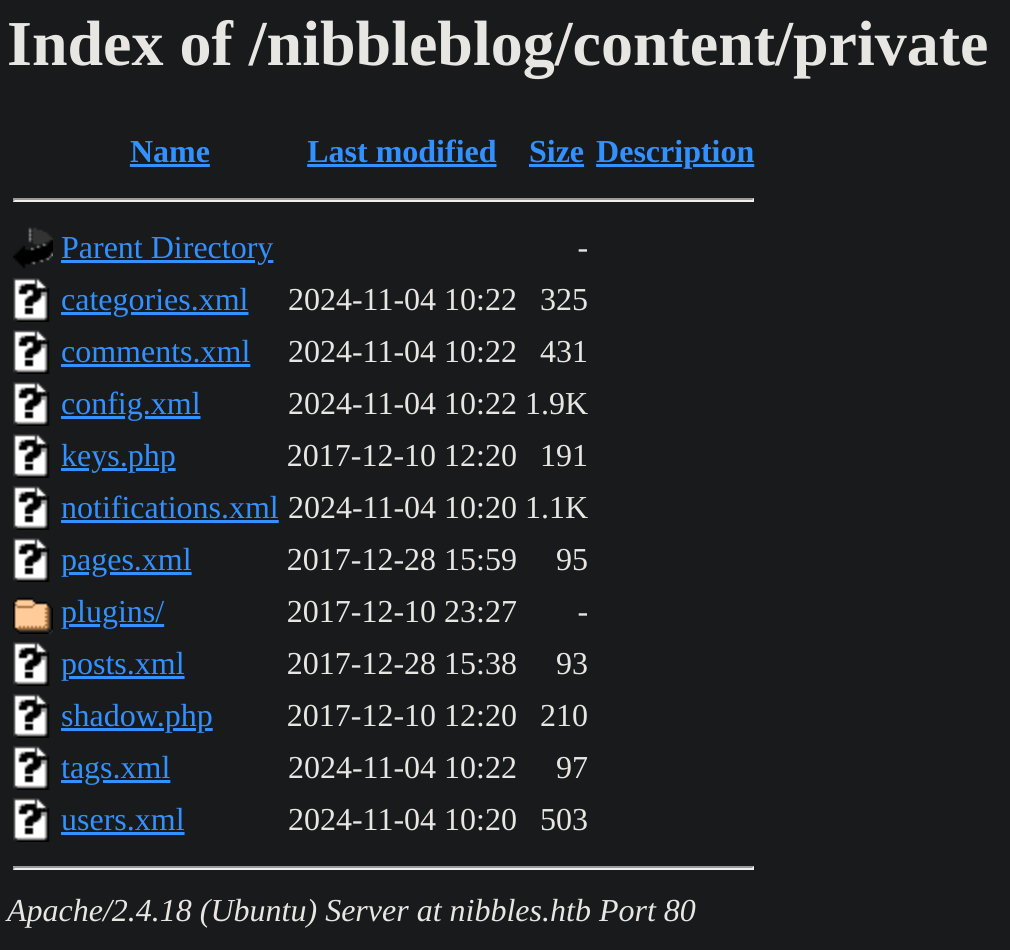 Index of /nibbleblog/content/private
Name Last modified Size Description
Parent Directory -
categories.xml 2024-11-04 10:22 325
comments.xml 2024-11-04 10:22 431
config.xml 2024-11-04 10:22 1.9K
keys.php 2017-12-10 12:20 191
notifications.xml 2024-11-04 10:20 1.1K
pages.xml 2017-12-28 15:59 95
plugins/ 2017-12-10 23:27 -
posts.xml 2017-12-28 15:38 93
shadow.php 2017-12-10 12:20 210
tags.xml 2024-11-04 10:22 97
users.xml 2024-11-04 10:20 503
Apache/2.4.18 (Ubuntu) Server at nibbles.htb Port 80